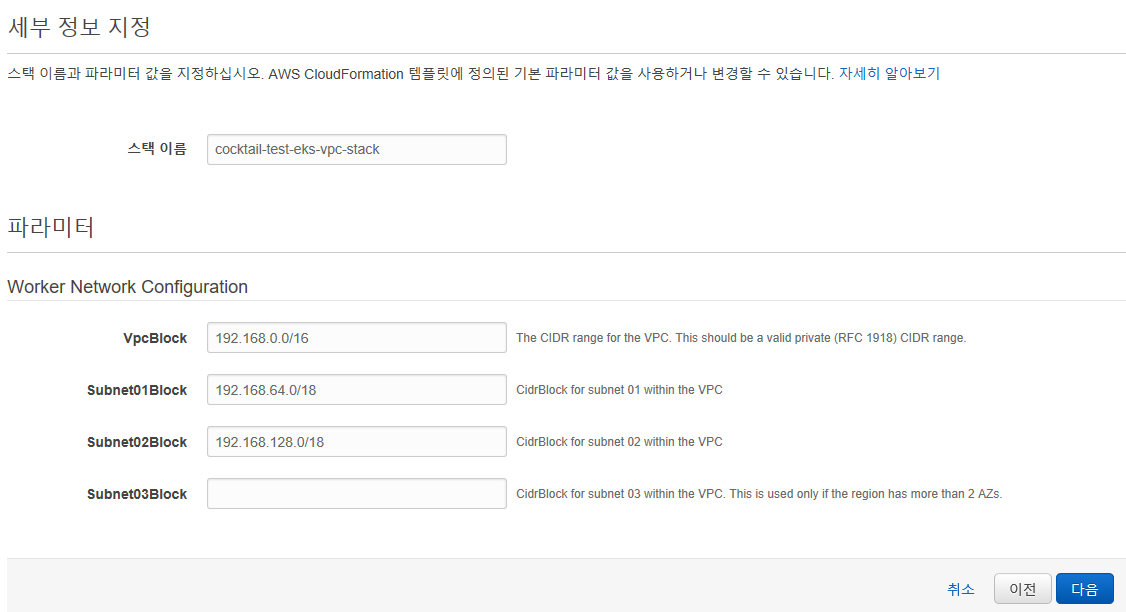 세부 정보 지정
스택 이름과 파라미터 값을 지정하십시오. AWS CloudFormation 템플릿에 정의된 기본 파라미터 값을 사용하거나 변경할 수 있습니다. 자세히 알아보기
스택 이름 cocktail-test-eks-vpc-stack
파라미터
Worker Network Configuration
VpcBlock 192.168.0.0/16 The CIDR range for the VPC. This should be a valid private (RFC 1918) CIDR range.
Subnet01Block 192.168.64.0/18 CidrBlock for subnet 01 within the VPC
Subnet02Block 192.168.128.0/18 CidrBlock for subnet 02 within the VPC
Subnet03Block CidrBlock for subnet 03 within the VPC. This is used only if the region has more than 2 AZs.
취소 이전 다음